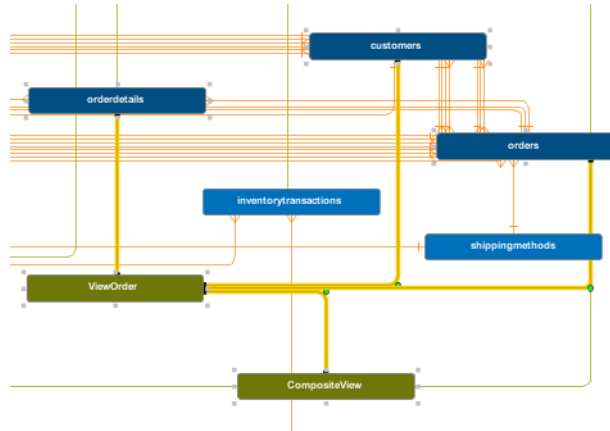 customers
orderdetails
orders
inventorytransactions
shippingmethods
ViewOrder
CompositeView